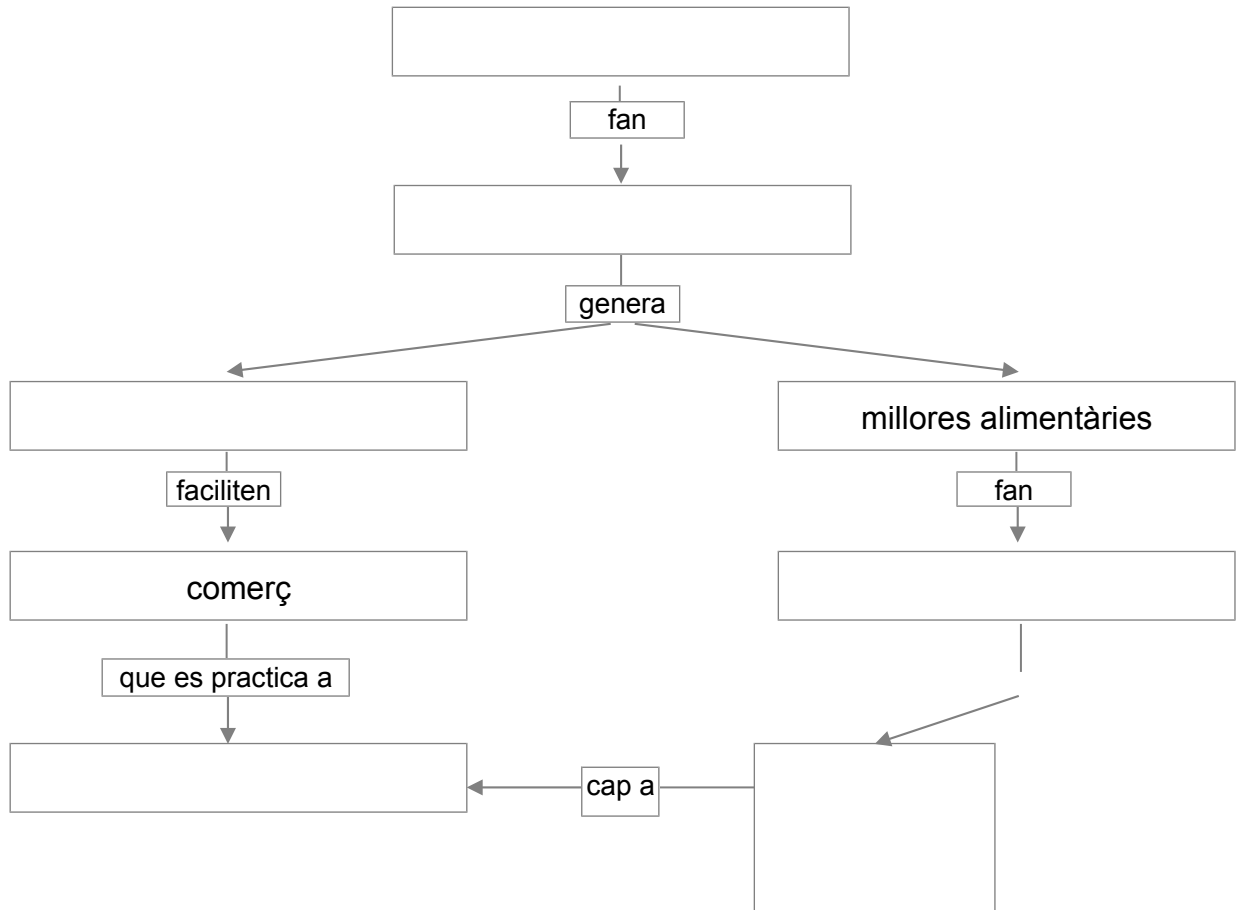 fan
genera
millores alimentàries
faciliten
fan
comerç
que es practica a
cap a